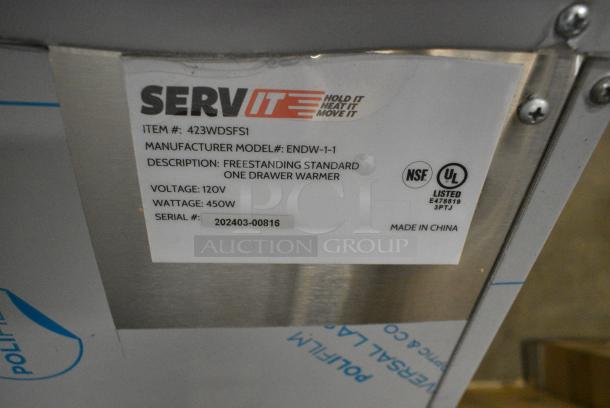 SERVIT HOLD IT
HEAT IT
MOVE IT
ITEM #: 423WDSFS1
MANUFACTURER MODEL#: ENDW-1-1
DESCRIPTION: FREESTANDING STANDARD
ONE DRAWER WARMER
VOLTAGE: 120V
WATTAGE: 450W
SERIAL #: 202403-00816
NSF
UL
LISTED
E478819
3PTJ
MADE IN CHINA
PCI
AUCTION GROUP
POLIFILM